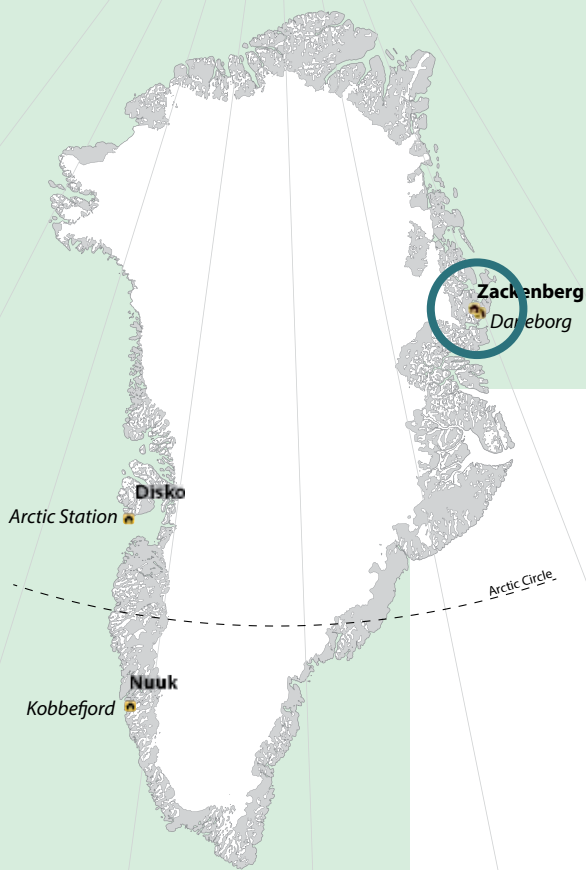 Zackenberg
Daneborg
Disko
Arctic Station
Arctic Circle
Nuuk
Kobbefjord